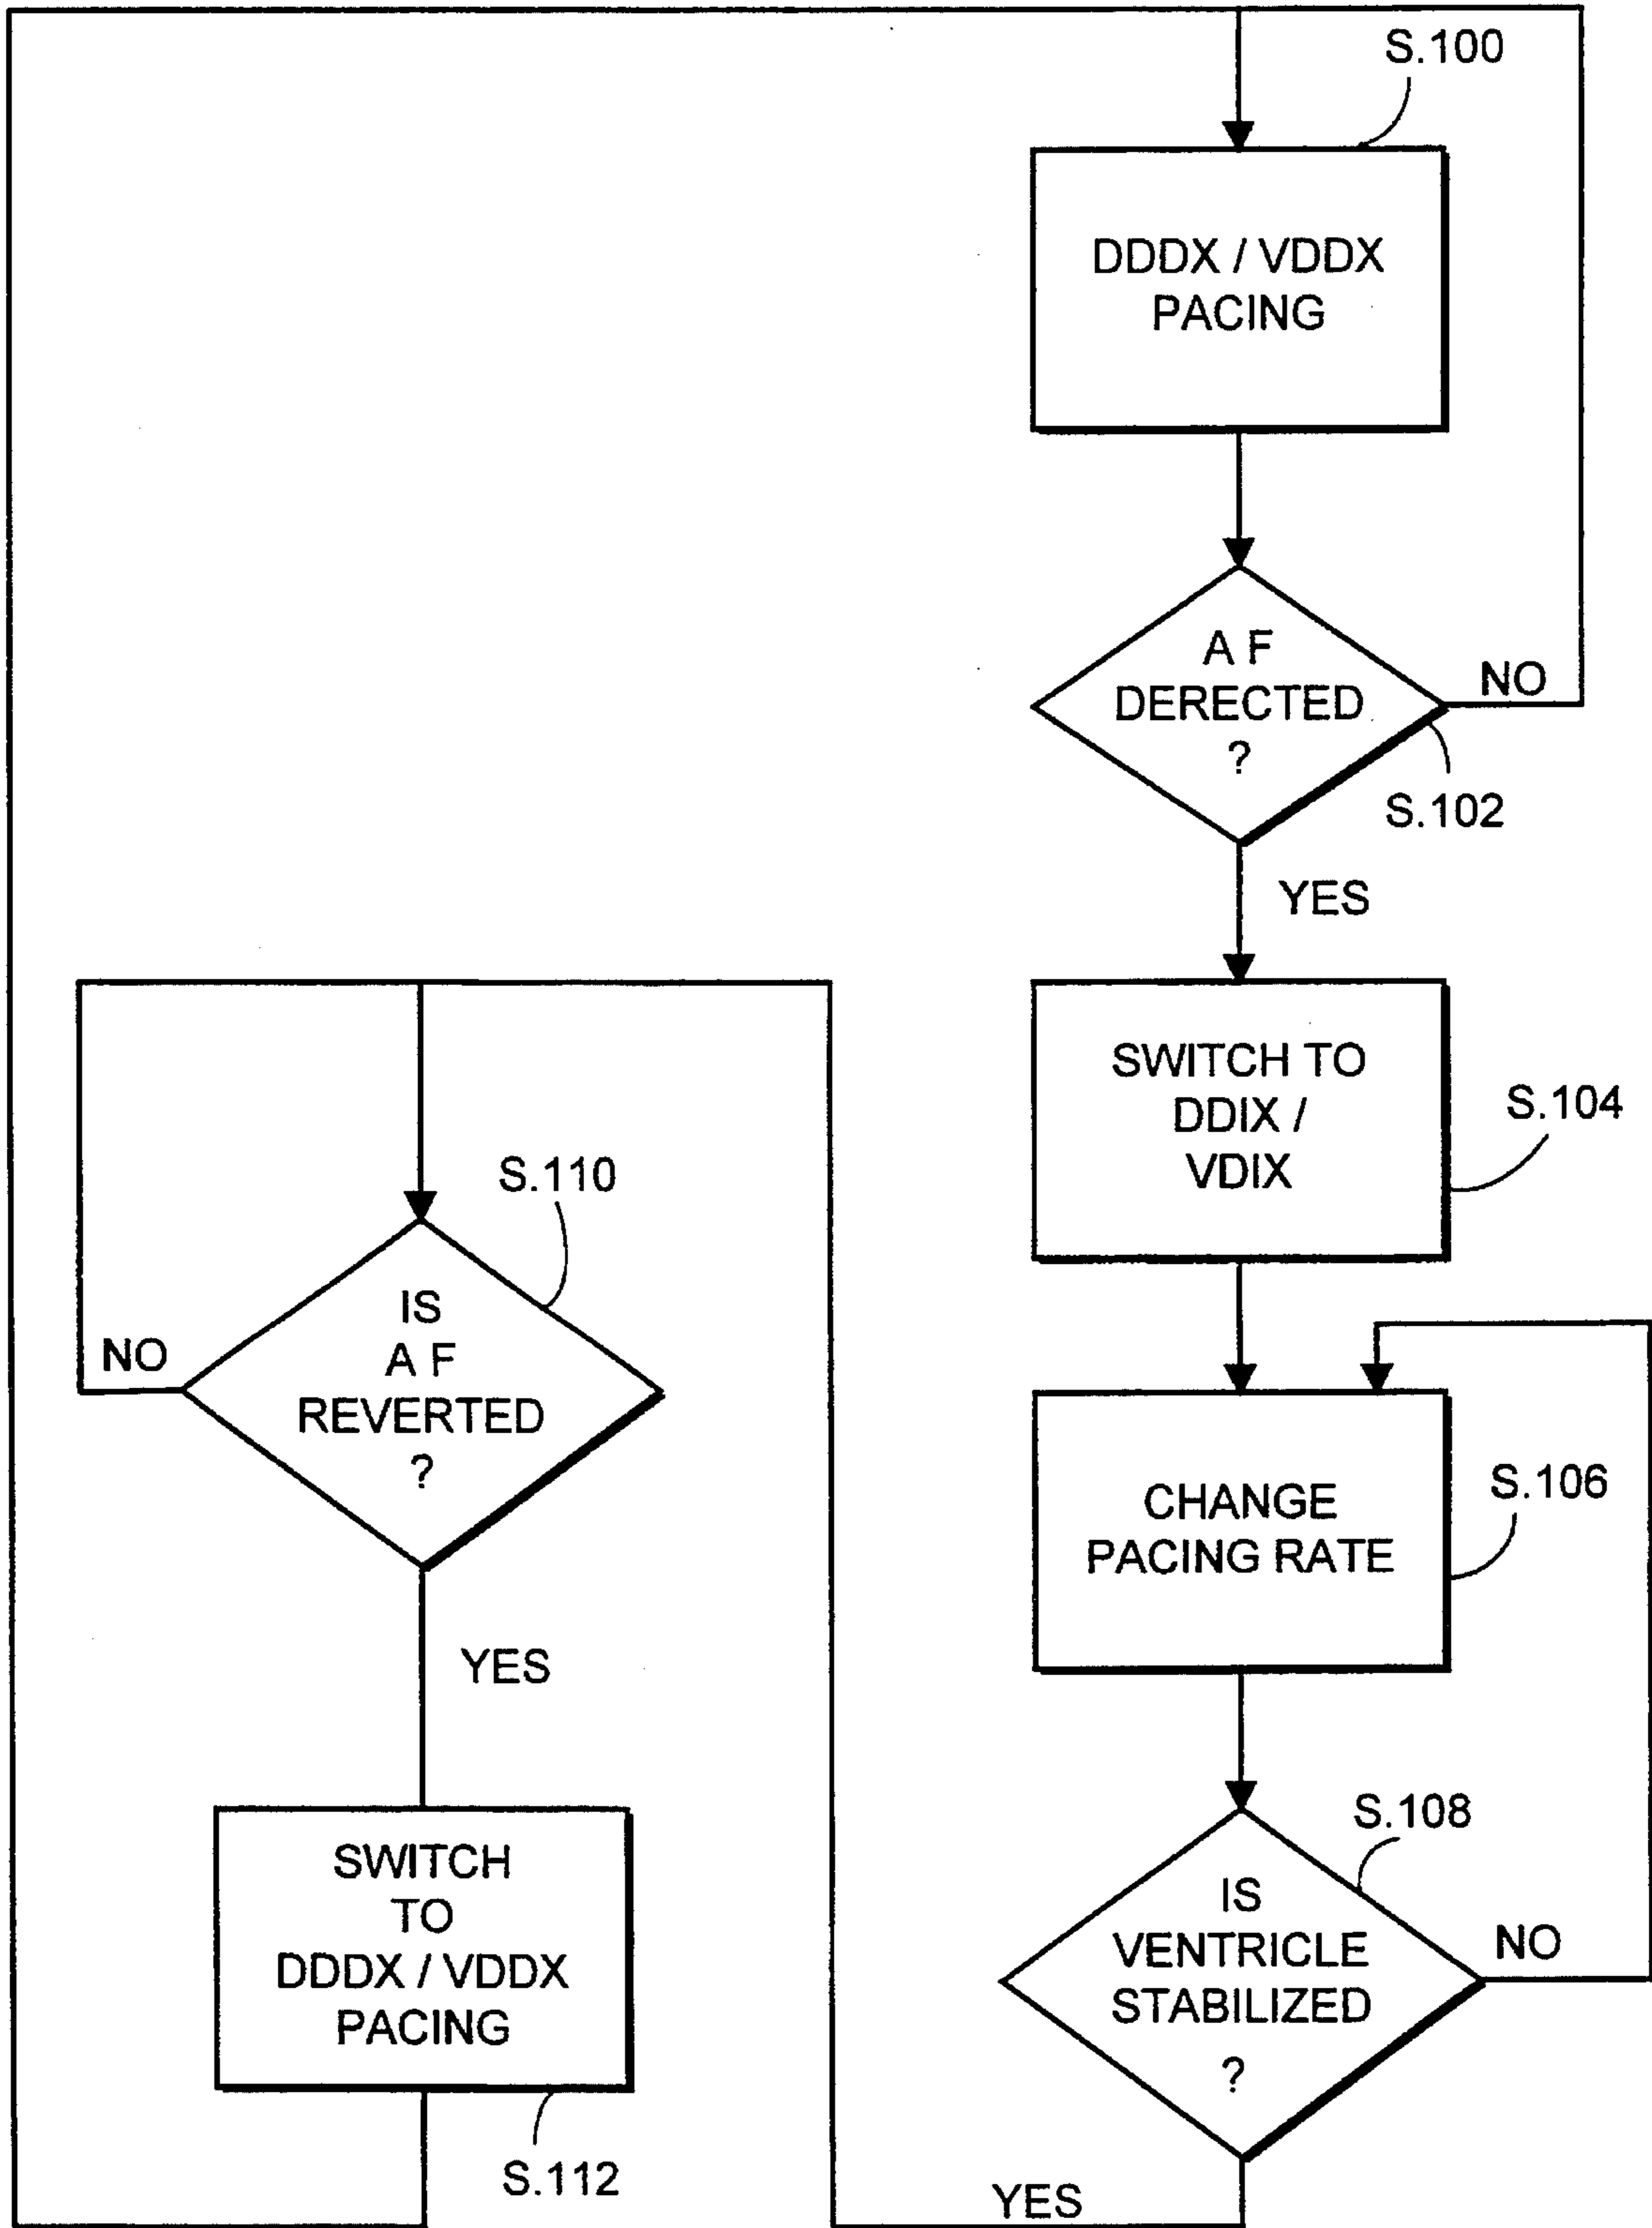 S.100
DDDX / VDDX
PACING
A F
DERECTED
?
NO
S.102
YES
SWITCH TO
DDIX /
VDIX
S.104
CHANGE
PACING RATE
S.106
S.108
IS
VENTRICLE
STABILIZED
?
NO
YES
S.110
IS
A F
REVERTED
?
NO
YES
SWITCH
TO
DDDX / VDDX
PACING
S.112